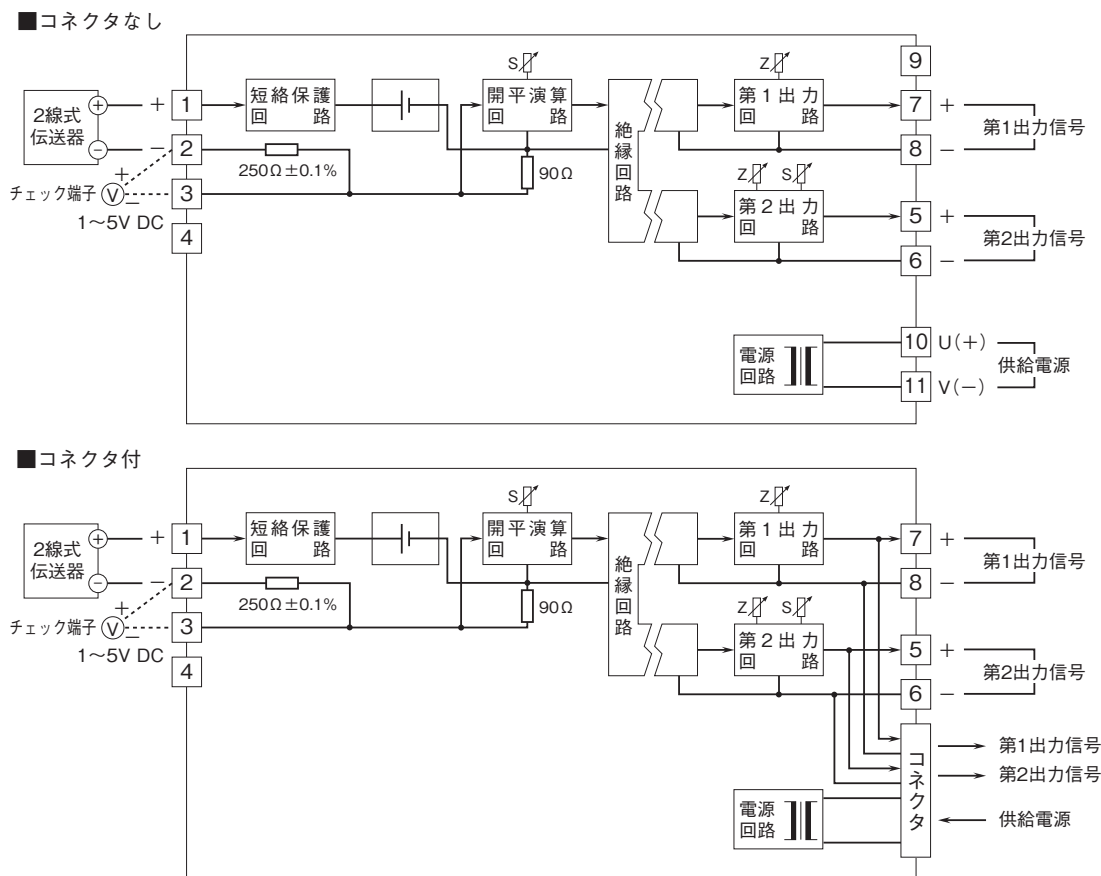 ■コネクタなし
2線式
伝送器
+
−
+
−
チェック端子
V
+
−
1〜5V DC
1
2
3
4
短絡保護
回路
250Ω±0.1%
S
開平演算
回路
90Ω
絶縁回路
Z
第1出力
回路
Z
S
第2出力
回路
電源
回路
9
7
+
8
−
第1出力信号
5
+
6
−
第2出力信号
10
U(+)
11
V(−)
供給電源
■コネクタ付
2線式
伝送器
+
−
+
−
チェック端子
V
+
−
1〜5V DC
1
2
3
4
短絡保護
回路
250Ω±0.1%
S
開平演算
回路
90Ω
絶縁回路
Z
第1出力
回路
Z
S
第2出力
回路
電源
回路
7
+
8
−
第1出力信号
5
+
6
−
第2出力信号
コネクタ
第1出力信号
第2出力信号
供給電源